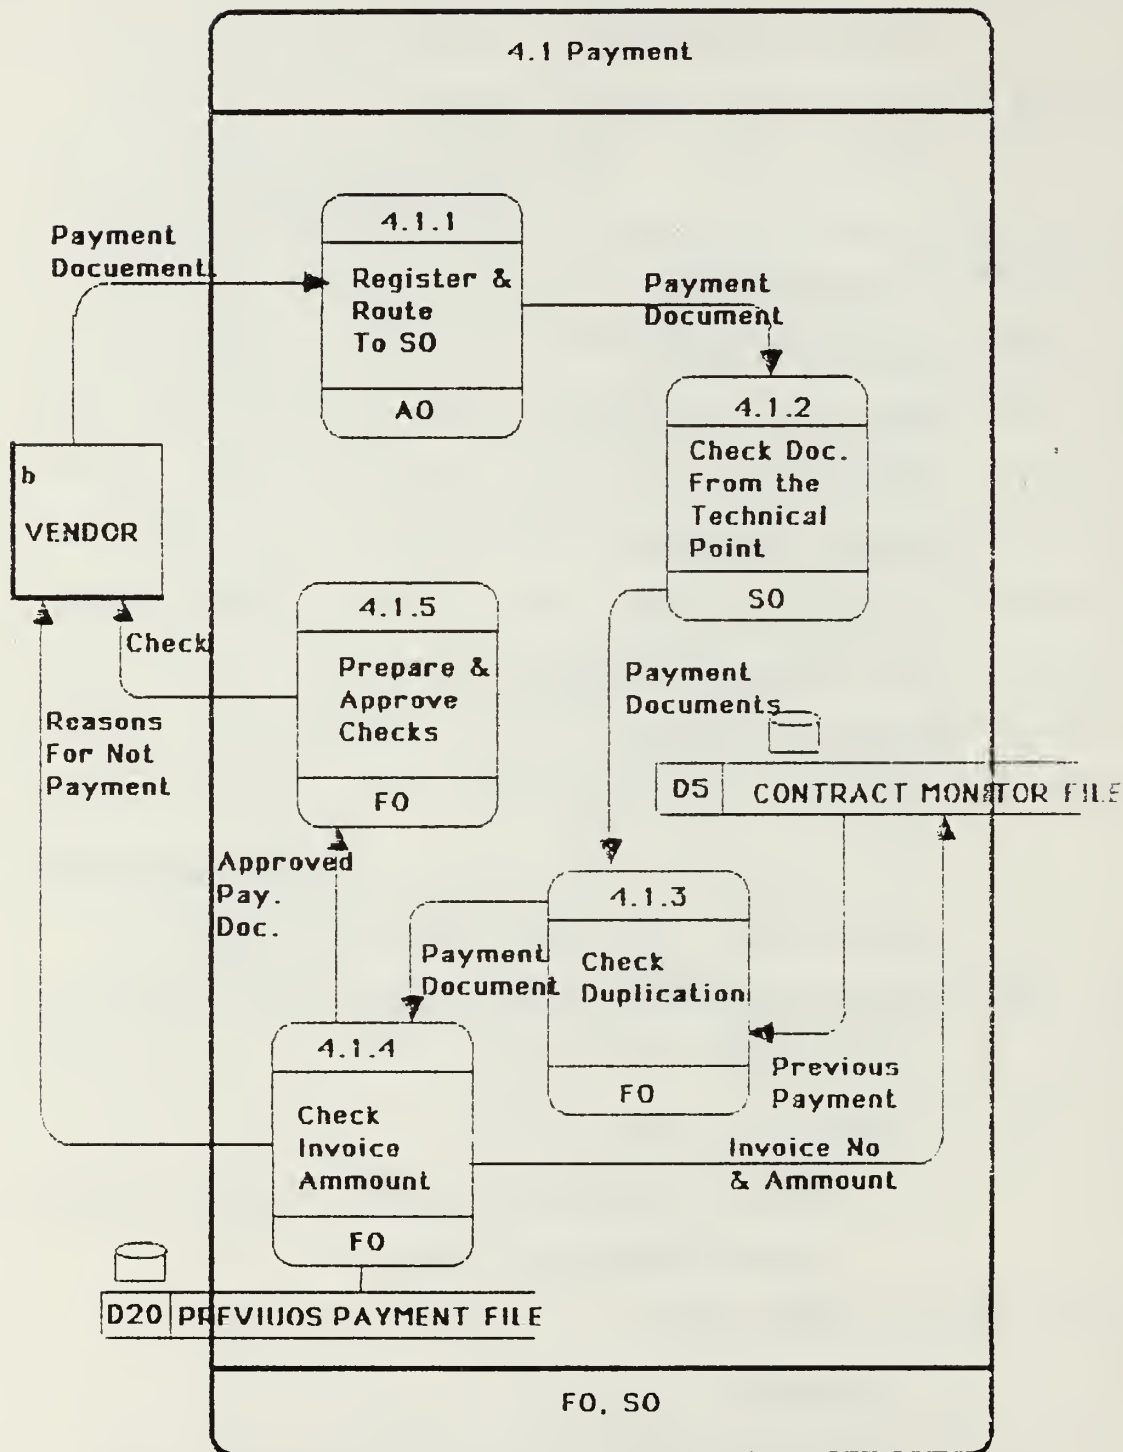 4.1 Payment
Payment
Docuement
4.1.1
Register &
Route
To SO
AO
Payment
Document
4.1.2
Check Doc.
From the
Technical
Point
SO
b
VENDOR
4.1.5
Prepare &
Approve
Checks
FO
Check
Reasons
For Not
Payment
Payment
Documents
D5 CONTRACT MONITOR FILE
Approved
Pay.
Doc.
4.1.3
Check
Duplication
FO
Payment
Document
Previous
Payment
4.1.4
Check
Invoice
Ammount
FO
Invoice No
& Ammount
D20 PREVIUOS PAYMENT FILE
FO, SO